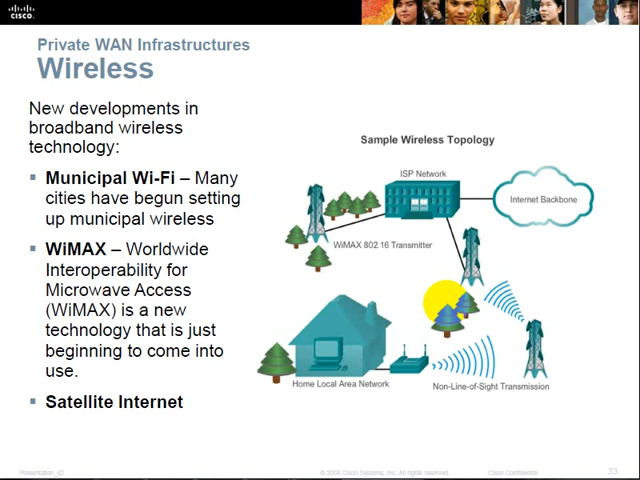 CISCO.
Private WAN Infrastructures
Wireless
New developments in
broadband wireless
technology:
▪ Municipal Wi-Fi – Many
cities have begun setting
up municipal wireless
▪ WiMAX – Worldwide
Interoperability for
Microwave Access
(WiMAX) is a new
technology that is just
beginning to come into
use.
▪ Satellite Internet
Sample Wireless Topology
ISP Network
Internet Backbone
WiMAX 802.16 Transmitter
Home Local Area Network
Non-Line-of-Sight Transmission
Presentation_ID
© 2008 Cisco Systems, Inc. All rights reserved.
Cisco Confidential
33